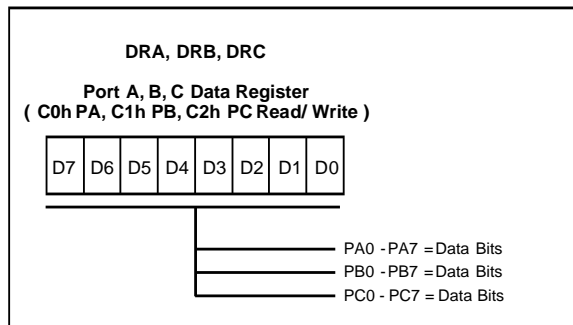 DRA, DRB, DRC
Port A, B, C Data Register
( C0h PA, C1h PB, C2h PC Read/ Write )
D7 D6 D5 D4 D3 D2 D1 D0
PA0 - PA7 = Data Bits
PB0 - PB7 = Data Bits
PC0 - PC7 = Data Bits